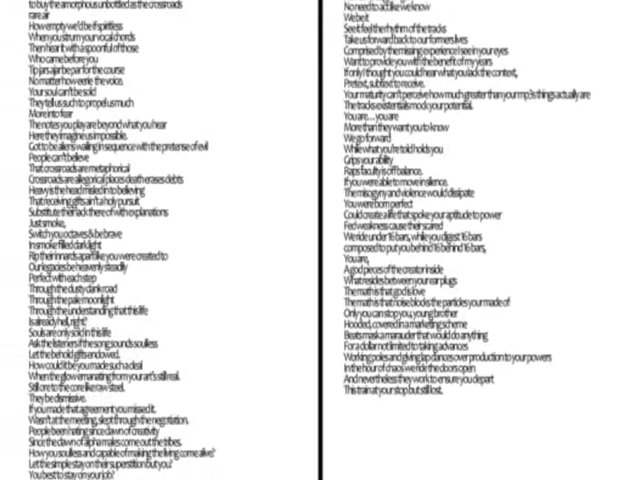 to buy the amorphous unbottled as the crossroads
rare air
How empty we'd be if spiritless
When you strum your vocal chords
Then hear it with a spoonful of those
Who came before you
Tip jars ajar be par for the course
No matter how eerie the voice.
Your soul can't be sold
They tell us such to propel us much
More into fear
The notes you play are beyond what you hear
Here they imagine us impossible.
Got to be aliens wailing in sequence with the pretense of evil
People can't believe
That crossroads are metaphorical
Crossroads are allegorical places death erases debts
Heavy is the head misled in to believing
That receiving gifts ain't a holy pursuit
Substitute their lack there of with explanations
Just smoke,
Switch you octaves & be brave
In smoke filled dark light
Rip their innards apart like you were created to
Our legacies be heavenly steadily
Perfect with each step
Through the dusty dank road
Through the pale moonlight
Through the understanding that this life
Is already hell, right?
Souls are only sold in this life
Ask the listeners if the song sounds soulless
Let the behold gifts endowed.
How could it be you made such a deal
When the glow emanating from your art's still real.
Still ore to the core like raw steel.
They be dismissive.
If you made that agreement you missed it.
Wasn't at the meeting, slept through the negotiation.
People been hating since dawn of creativity
Since the dawn of alpha males come out the tribes.
How you soulless and capable of making the living come alive?
Let the simple stay on their superstition but you?
You best to stay on your job?
No need to act like we know
We be it
See it feel the rhythm of the tracks
Take us forward back to our former lives
Comprised by the missing experience I see in your eyes
Want to provide you with the benefit of my years
If only I thought you could hear what you lack the context,
Pretext, subtext to receive.
Your maturity can't perceive how much greater than your mp3s things actually are
The tracks existentials mock your potential.
You are… you are
More than they want you to know
We go forward
While what you're told holds you
Grips your ability
Raps faculty is off balance.
If you were able to move in silence.
The misogyny and violence would dissipate
You were born perfect
Could create a life that spoke your aptitude to power
Fed weakness cause their scared
We ride under 16 bars, while you digest 16 bars
composed to put you behind 16 behind 16 bars,
You are,
A god pieces of the creator inside
What resides between your ear plugs
The math is that god is love
The math is that noise blocks the particles your made of
Only you can stop you, young brother
Hooded, covered in a marketing scheme
Beats mask a marauder that would do anything
For a dollar not limited to taking advances
Working poles and giving lap dances over production to your powers
In the hour of chaos we ride the doors open
And nevertheless they work to ensure you depart
This train at your stop but still lost.